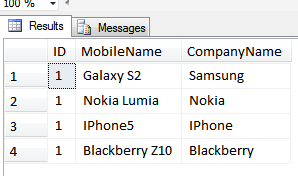 100 %
Results Messages
ID MobileName CompanyName
1 1 Galaxy S2 Samsung
2 1 Nokia Lumia Nokia
3 1 IPhone5 IPhone
4 1 Blackberry Z10 Blackberry